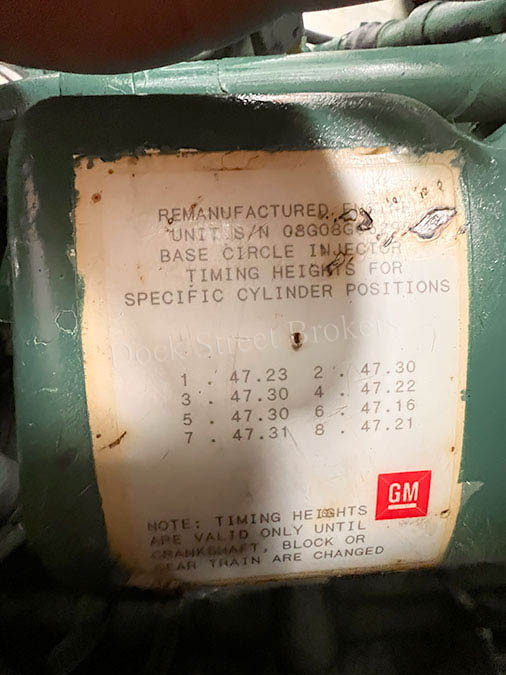 REMANUFACTURED
UNIT S/N
BASE CIRCLE INJECTOR
TIMING HEIGHTS FOR
SPECIFIC CYLINDER POSITIONS
Dock Street Brokers
1 . 47.23 2 . 47.30
3 . 47.30 4 . 47.22
5 . 47.30 6 . 47.16
7 . 47.31 8 . 47.21
GM
NOTE: TIMING HEIGHTS
ARE VALID ONLY UNTIL
CRANKSHAFT, BLOCK OR
GEAR TRAIN ARE CHANGED